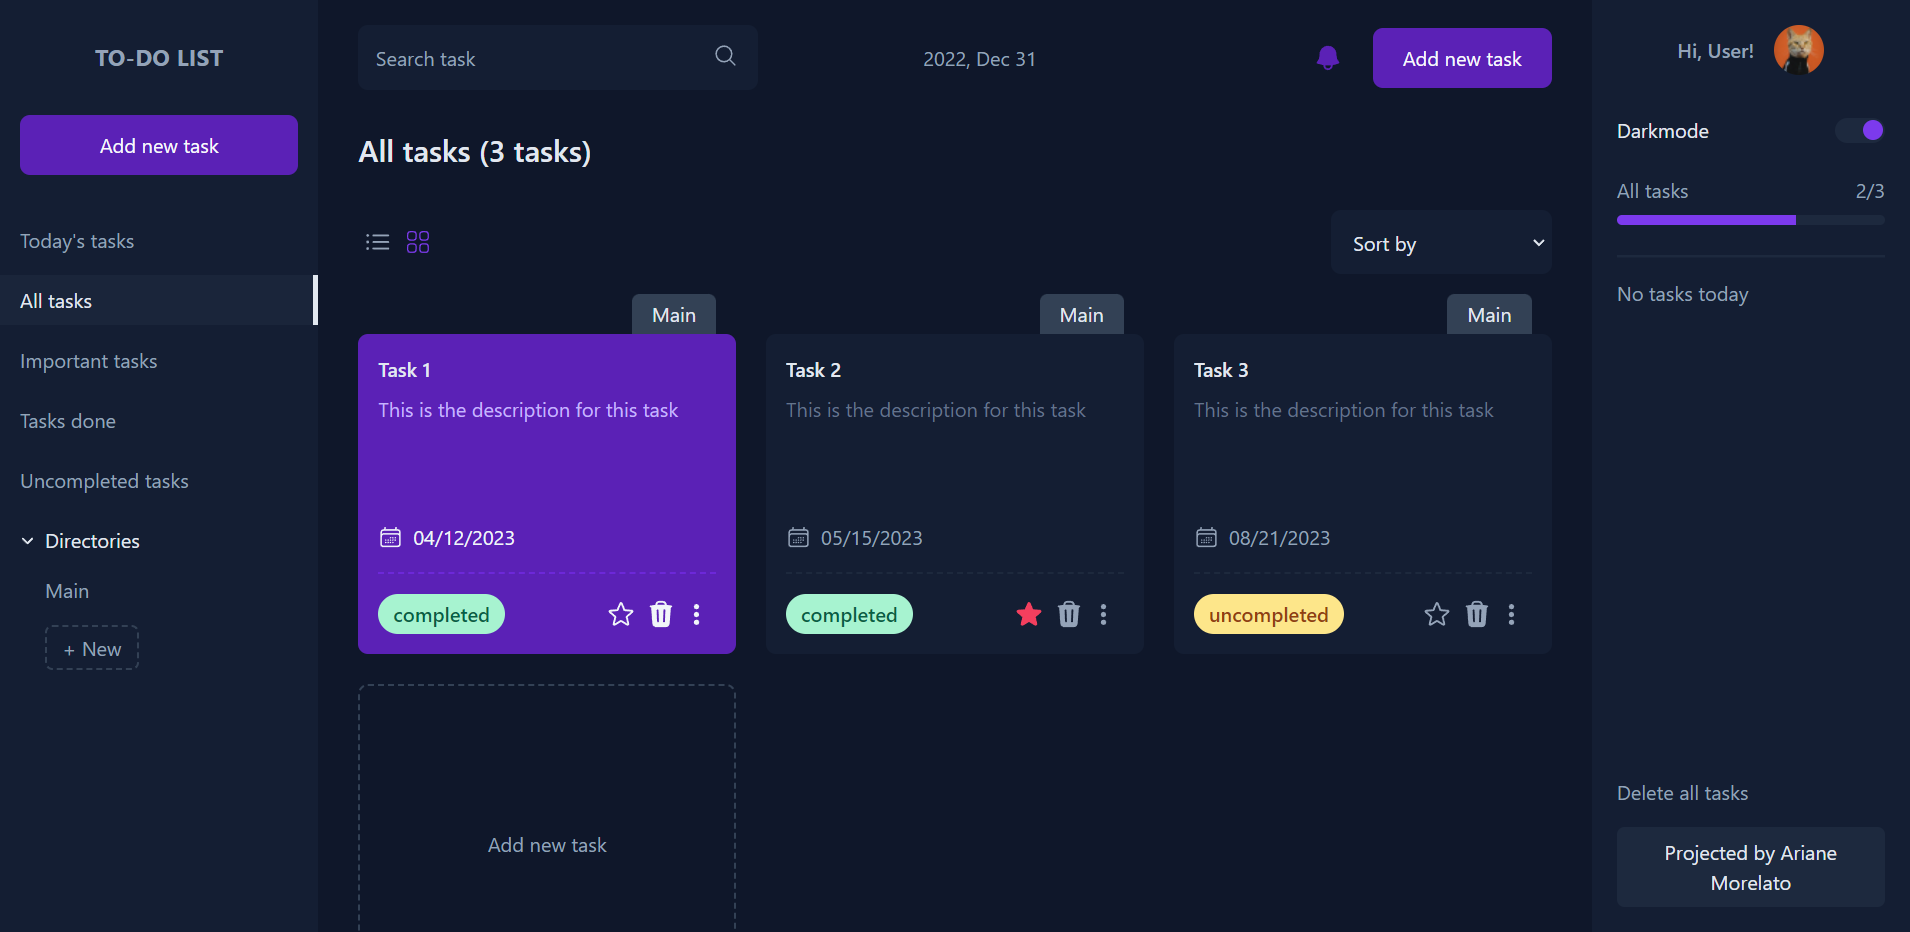 TO-DO LIST
Add new task
Today's tasks
All tasks
Important tasks
Tasks done
Uncompleted tasks
Directories
Main
+ New
Search task
2022, Dec 31
Add new task
All tasks (3 tasks)
Sort by
Main
Task 1
This is the description for this task
04/12/2023
completed
Main
Task 2
This is the description for this task
05/15/2023
completed
Main
Task 3
This is the description for this task
08/21/2023
uncompleted
Add new task
Hi, User!
Darkmode
All tasks 2/3
No tasks today
Delete all tasks
Projected by Ariane
Morelato